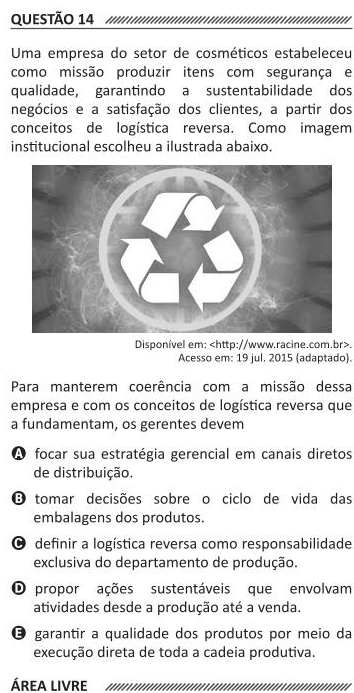 QUESTÃO 14
Uma empresa do setor de cosméticos estabeleceu
como missão produzir itens com segurança e
qualidade, garantindo a sustentabilidade dos
negócios e a satisfação dos clientes, a partir dos
conceitos de logística reversa. Como imagem
institucional escolheu a ilustrada abaixo.
Disponível em: <http://www.racine.com.br>.
Acesso em: 19 jul. 2015 (adaptado).
Para manterem coerência com a missão dessa
empresa e com os conceitos de logística reversa que
a fundamentam, os gerentes devem
A focar sua estratégia gerencial em canais diretos
de distribuição.
B tomar decisões sobre o ciclo de vida das
embalagens dos produtos.
C definir a logística reversa como responsabilidade
exclusiva do departamento de produção.
D propor ações sustentáveis que envolvam
atividades desde a produção até a venda.
E garantir a qualidade dos produtos por meio da
execução direta de toda a cadeia produtiva.
ÁREA LIVRE